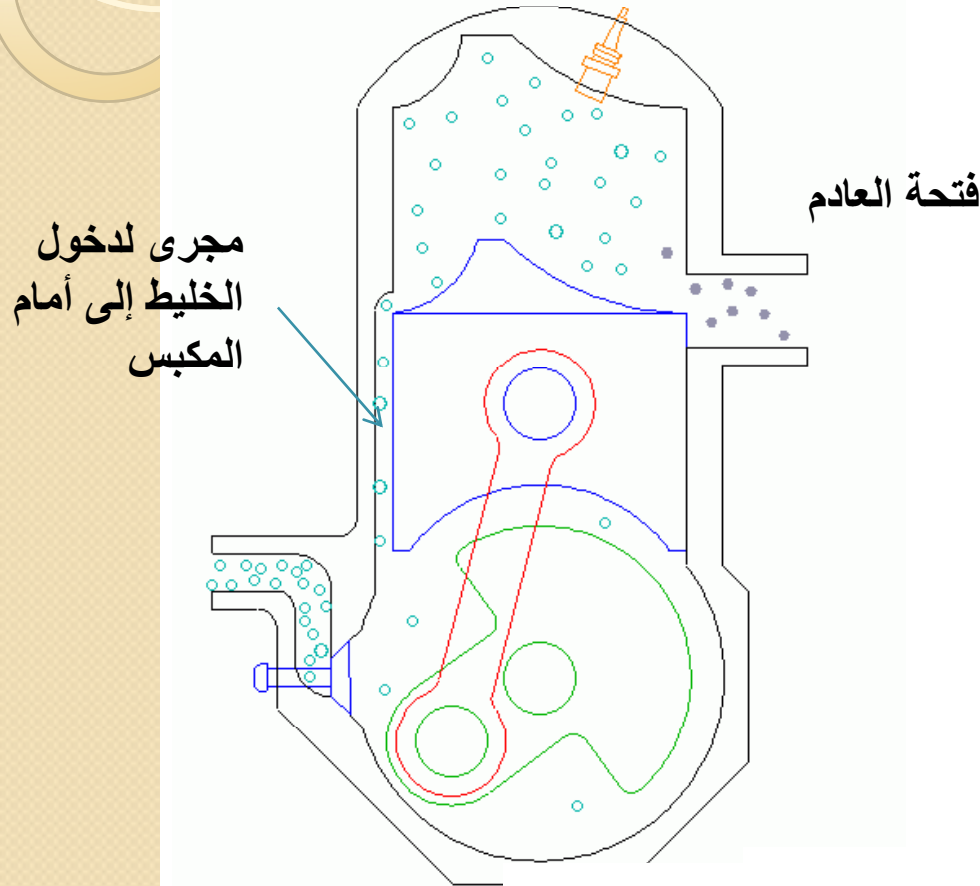 فتحة العادم
مجرى لدخول
الخليط إلى أمام
المكبس